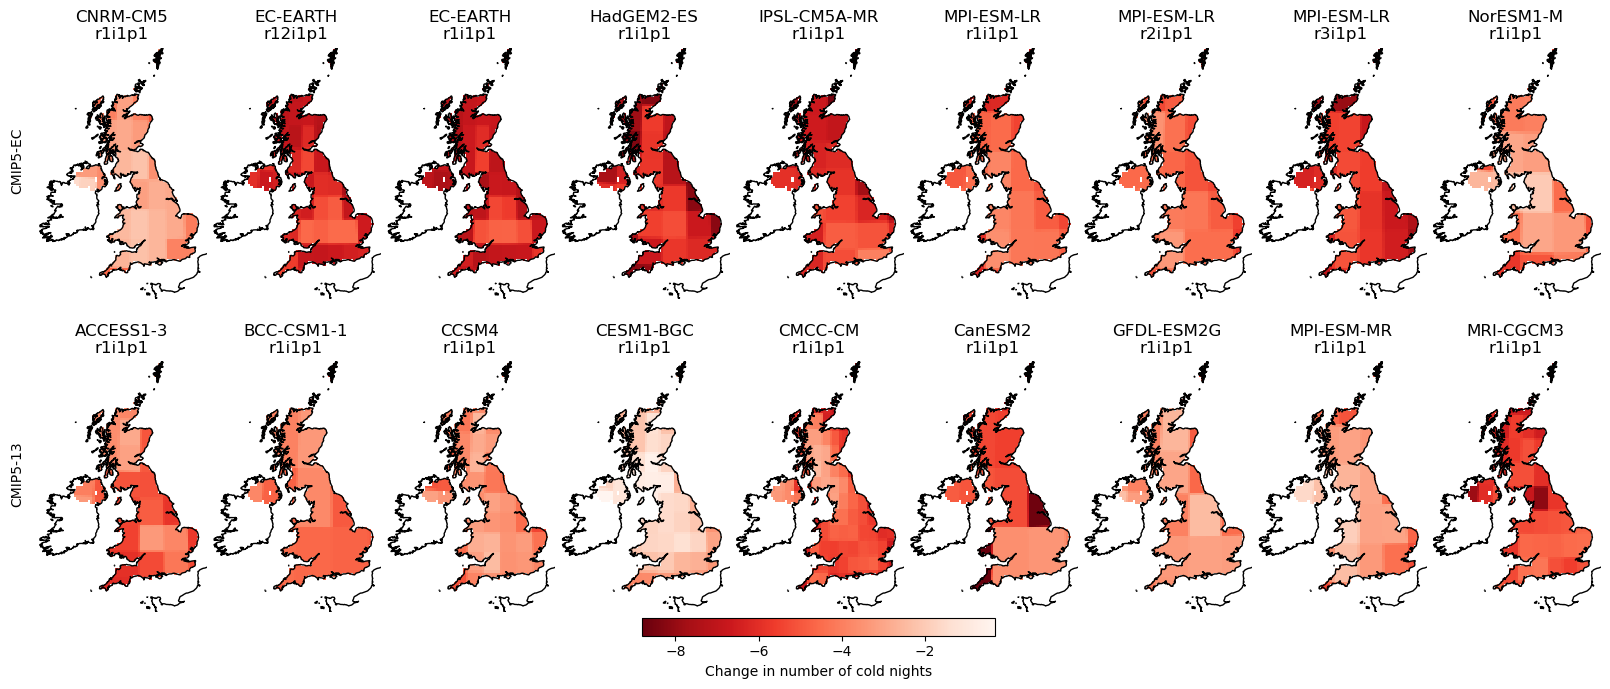 CNRM-CM5
r1i1p1
EC-EARTH
r12i1p1
EC-EARTH
r1i1p1
HadGEM2-ES
r1i1p1
IPSL-CM5A-MR
r1i1p1
MPI-ESM-LR
r1i1p1
MPI-ESM-LR
r2i1p1
MPI-ESM-LR
r3i1p1
NorESM1-M
r1i1p1
CMIP5-EC
ACCESS1-3
r1i1p1
BCC-CSM1-1
r1i1p1
CCSM4
r1i1p1
CESM1-BGC
r1i1p1
CMCC-CM
r1i1p1
CanESM2
r1i1p1
GFDL-ESM2G
r1i1p1
MPI-ESM-MR
r1i1p1
MRI-CGCM3
r1i1p1
CMIP5-13
−8 −6 −4 −2
Change in number of cold nights